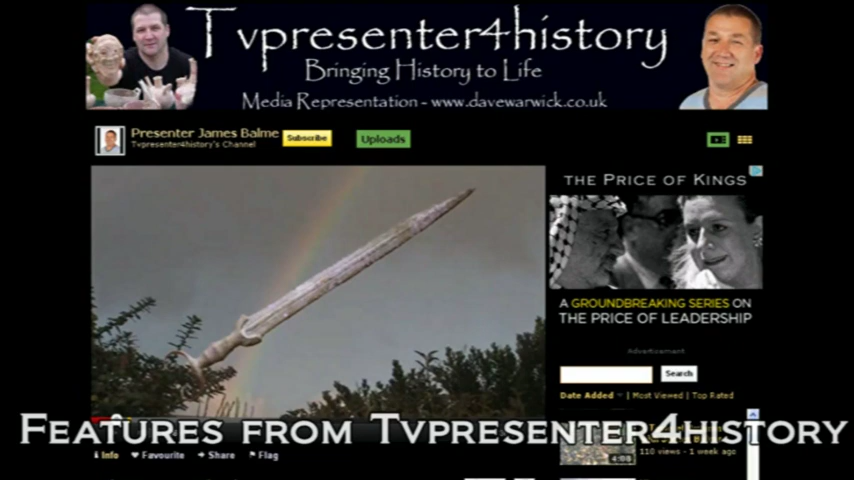 Tvpresenter4history
Bringing History to Life
Media Representation - www.davewarwick.co.uk
Presenter James Balme
Subscribe
Uploads
Tvpresenter4history's Channel
THE PRICE OF KINGS
A GROUNDBREAKING SERIES ON
THE PRICE OF LEADERSHIP
Advertisement
Search
Date Added | Most Viewed | Top Rated
FEATURES FROM TVPRESENTER4HISTORY
110 views - 1 week ago
4:08
Info Favourite Share Flag